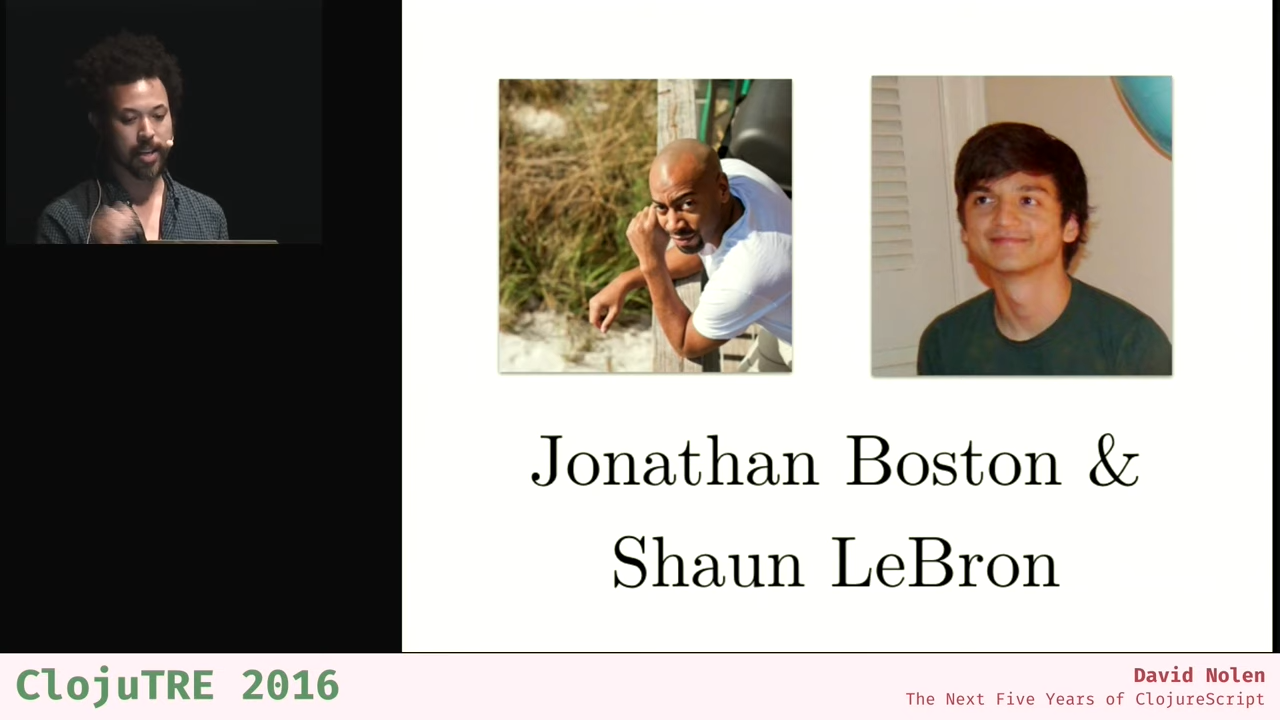 Jonathan Boston &
Shaun LeBron
ClojuTRE 2016
David Nolen
The Next Five Years of ClojureScript